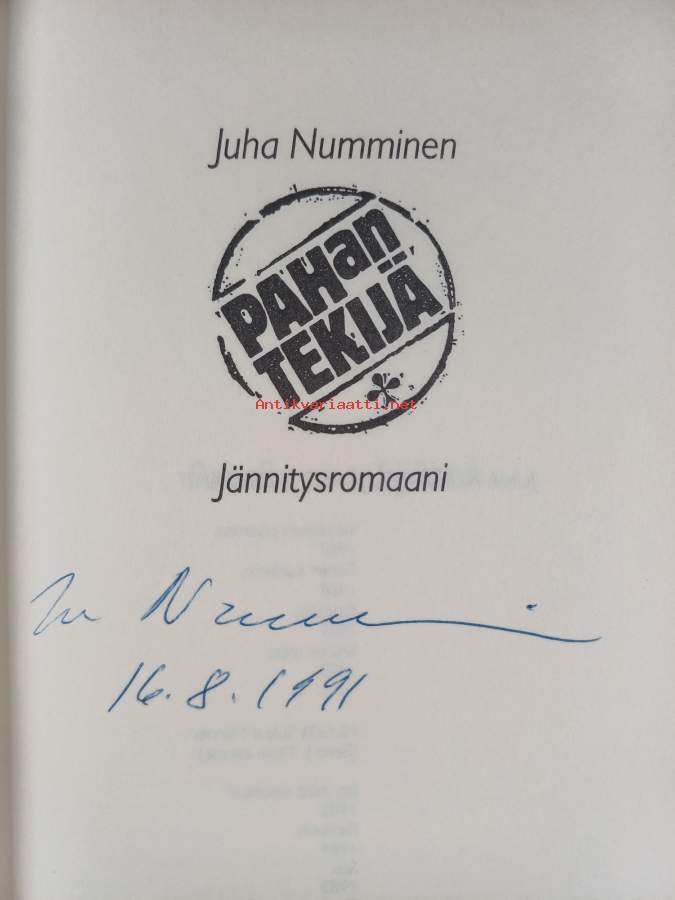 Juha Numminen
PAHan
TEKIJÄ
Antikvariaatti.net
Jännitysromaani
16.8.1991